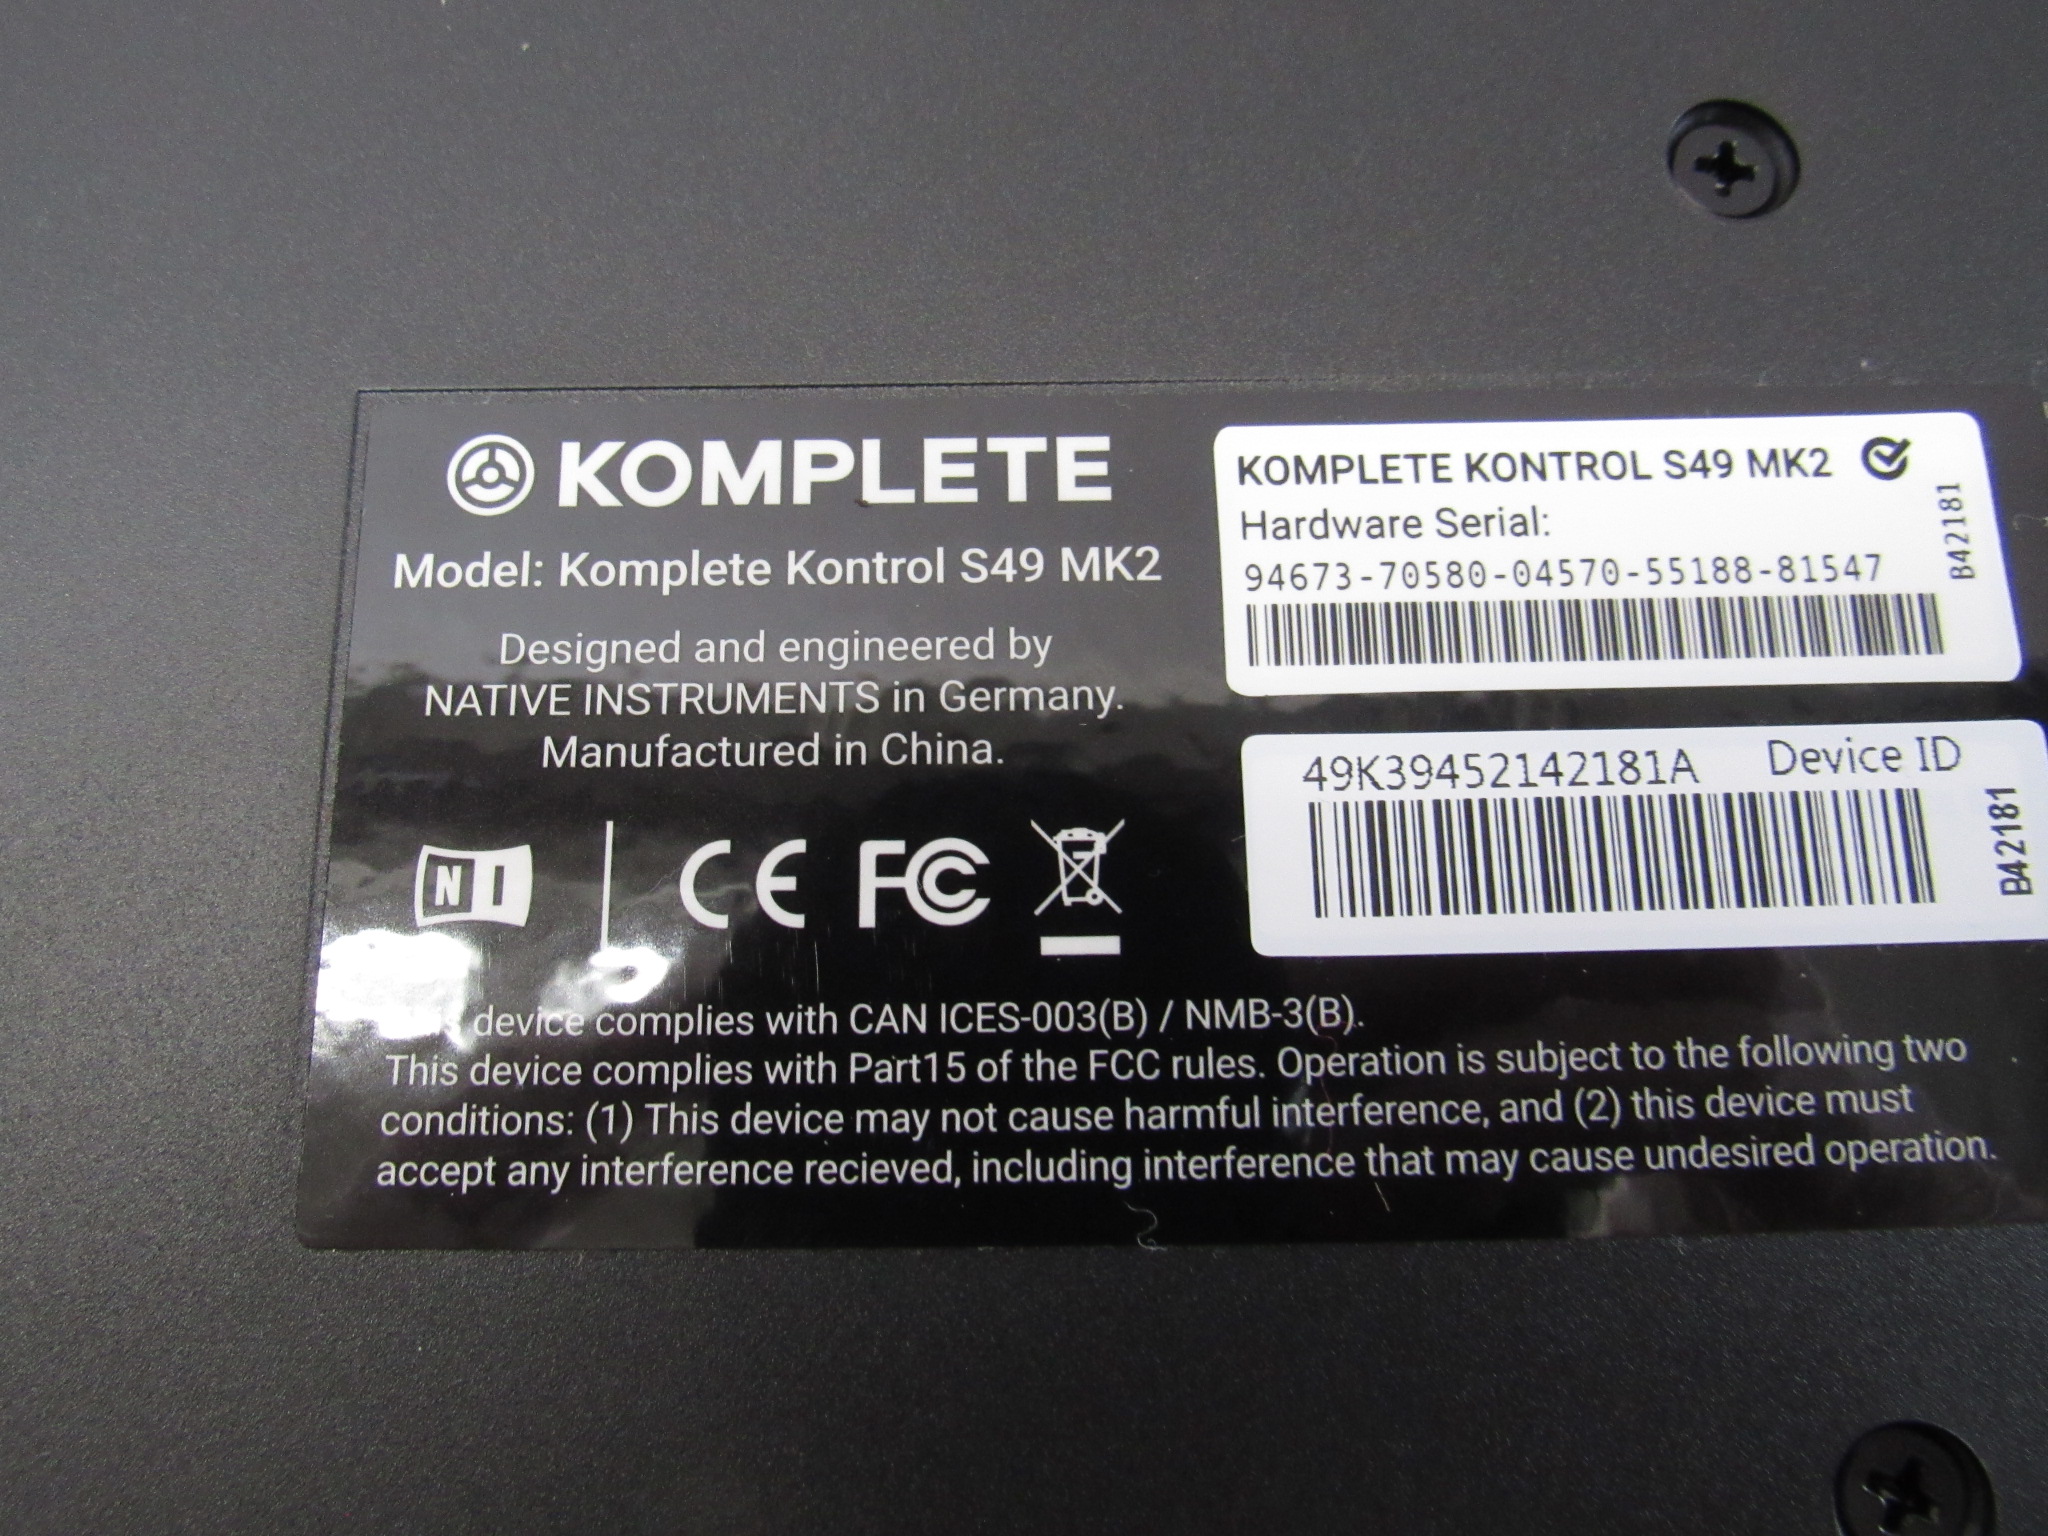 KOMPLETE
Model: Komplete Kontrol S49 MK2
Designed and engineered by
NATIVE INSTRUMENTS in Germany.
Manufactured in China.
NI
CE FC
KOMPLETE KONTROL S49 MK2
Hardware Serial:
94673-70580-04570-55188-81547
B42181
49K39452142181A Device ID
B42181
device complies with CAN ICES-003(B) / NMB-3(B).
This device complies with Part15 of the FCC rules. Operation is subject to the following two
conditions: (1) This device may not cause harmful interference, and (2) this device must
accept any interference recieved, including interference that may cause undesired operation.